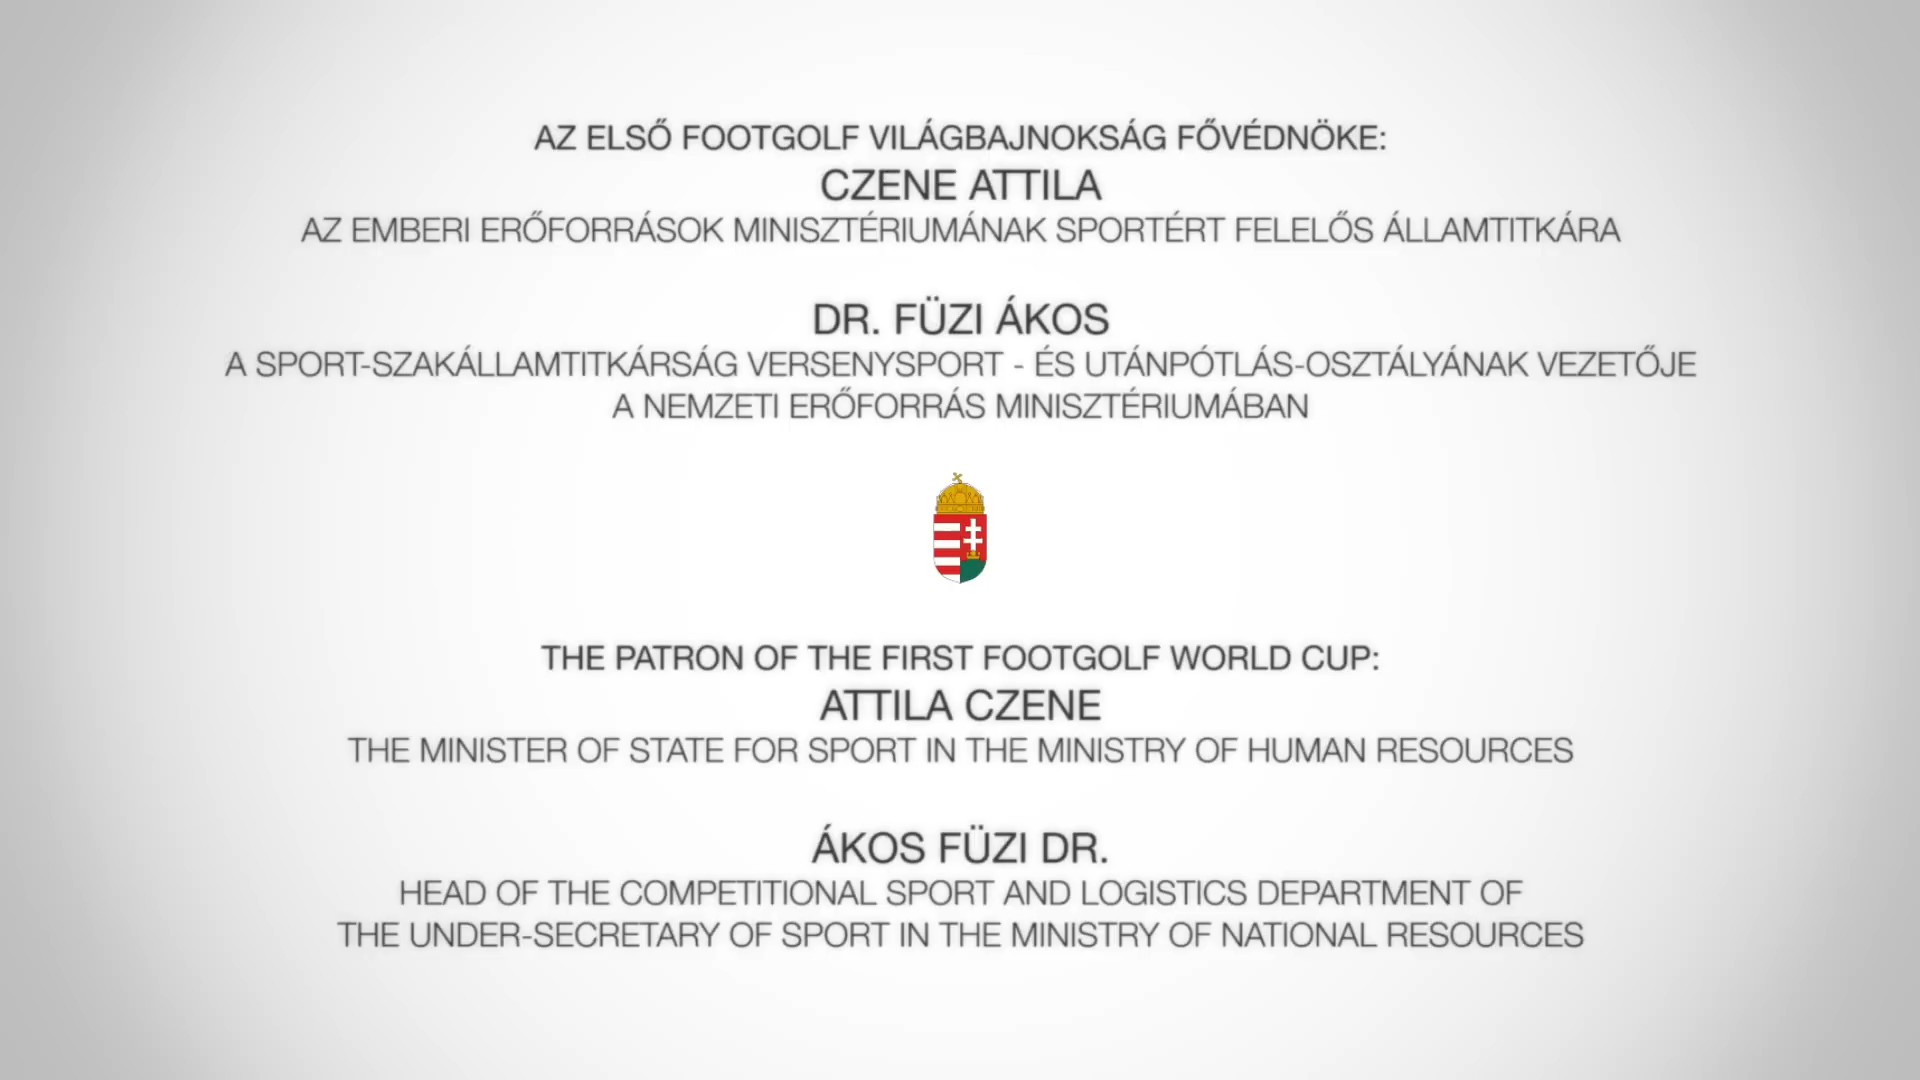 AZ ELSŐ FOOTGOLF VILÁGBAJNOKSÁG FŐVÉDNÖKE:
CZENE ATTILA
AZ EMBERI ERŐFORRÁSOK MINISZTÉRIUMÁNAK SPORTÉRT FELELŐS ÁLLAMTITKÁRA
DR. FÜZI ÁKOS
A SPORT-SZAKÁLLAMTITKÁRSÁG VERSENYSPORT - ÉS UTÁNPÓTLÁS-OSZTÁLYÁNAK VEZETŐJE
A NEMZETI ERŐFORRÁS MINISZTÉRIUMÁBAN
THE PATRON OF THE FIRST FOOTGOLF WORLD CUP:
ATTILA CZENE
THE MINISTER OF STATE FOR SPORT IN THE MINISTRY OF HUMAN RESOURCES
ÁKOS FÜZI DR.
HEAD OF THE COMPETITIONAL SPORT AND LOGISTICS DEPARTMENT OF
THE UNDER-SECRETARY OF SPORT IN THE MINISTRY OF NATIONAL RESOURCES